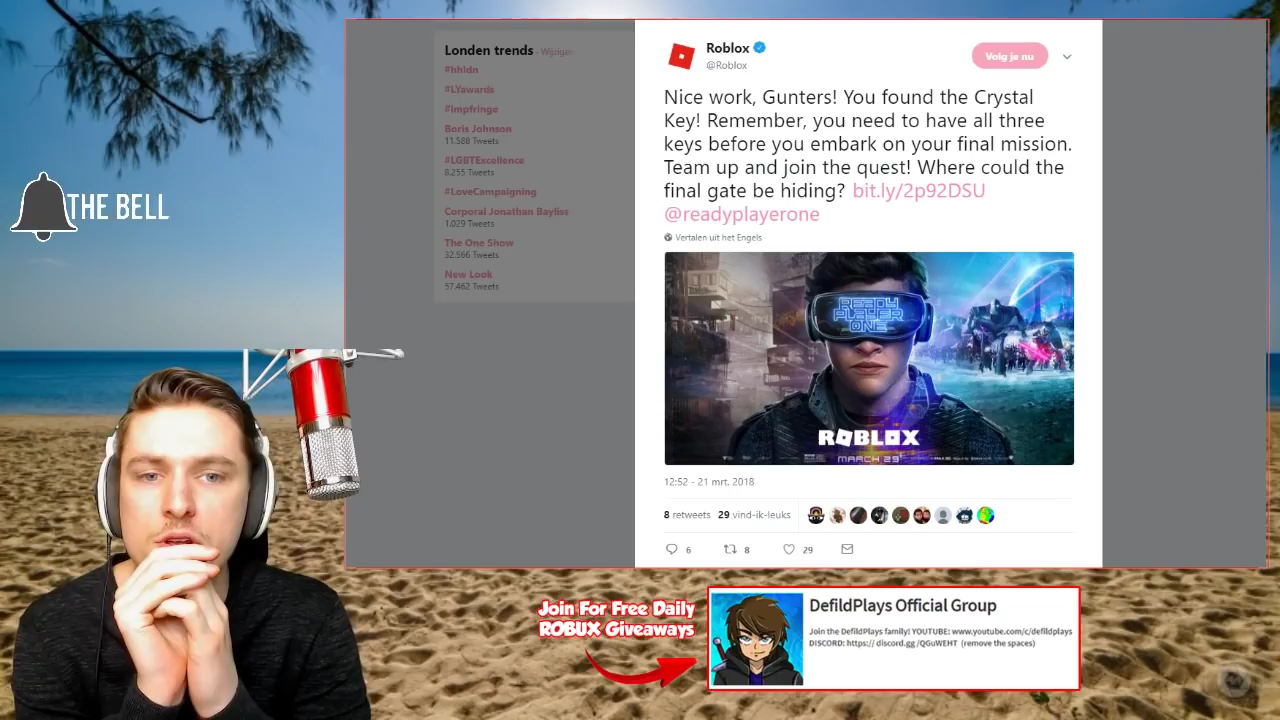 THE BELL
Londen trends - Wijzigen
#hhldn
#LYawards
#impfringe
Boris Johnson
11.588 Tweets
#LGBTExcellence
8.255 Tweets
#LoveCampaigning
Corporal Jonathan Bayliss
1.029 Tweets
The One Show
32.566 Tweets
New Look
57.462 Tweets
Roblox
@Roblox
Volg je nu
Nice work, Gunters! You found the Crystal
Key! Remember, you need to have all three
keys before you embark on your final mission.
Team up and join the quest! Where could the
final gate be hiding? bit.ly/2p92DSU
@readyplayerone
Vertalen uit het Engels
READY
PLAYER
ONE
ROBLOX
MARCH 29
12:52 - 21 mrt. 2018
8 retweets 29 vind-ik-leuks
6 8 29
Join For Free Daily
ROBUX Giveaways
DefildPlays Official Group
Join the DefildPlays family! YOUTUBE: www.youtube.com/c/defildplays
DISCORD: https:// discord.gg /QGuWEHT (remove the spaces)